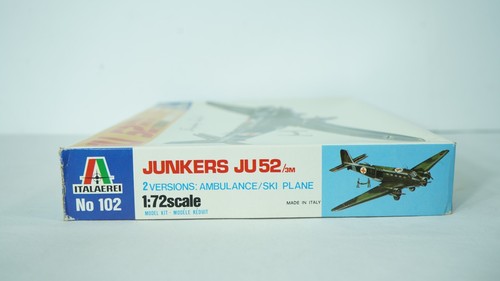 ITALAEREI
No 102
JUNKERS JU52/3M
2 VERSIONS: AMBULANCE/SKI PLANE
1:72scale
MODEL KIT - MODELE REDUIT
MADE IN ITALY